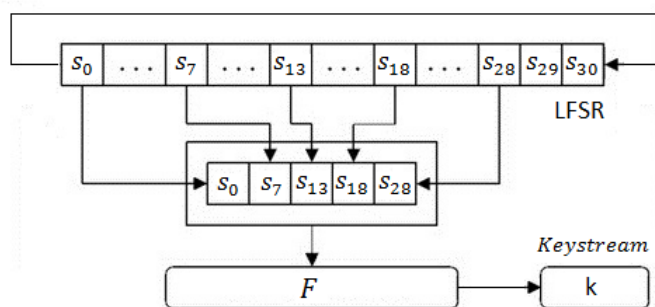 s₀ ... s₇ ... s₁₃ ... s₁₈ ... s₂₈ s₂₉ s₃₀
LFSR
s₀ s₇ s₁₃ s₁₈ s₂₈
Keystream
F k